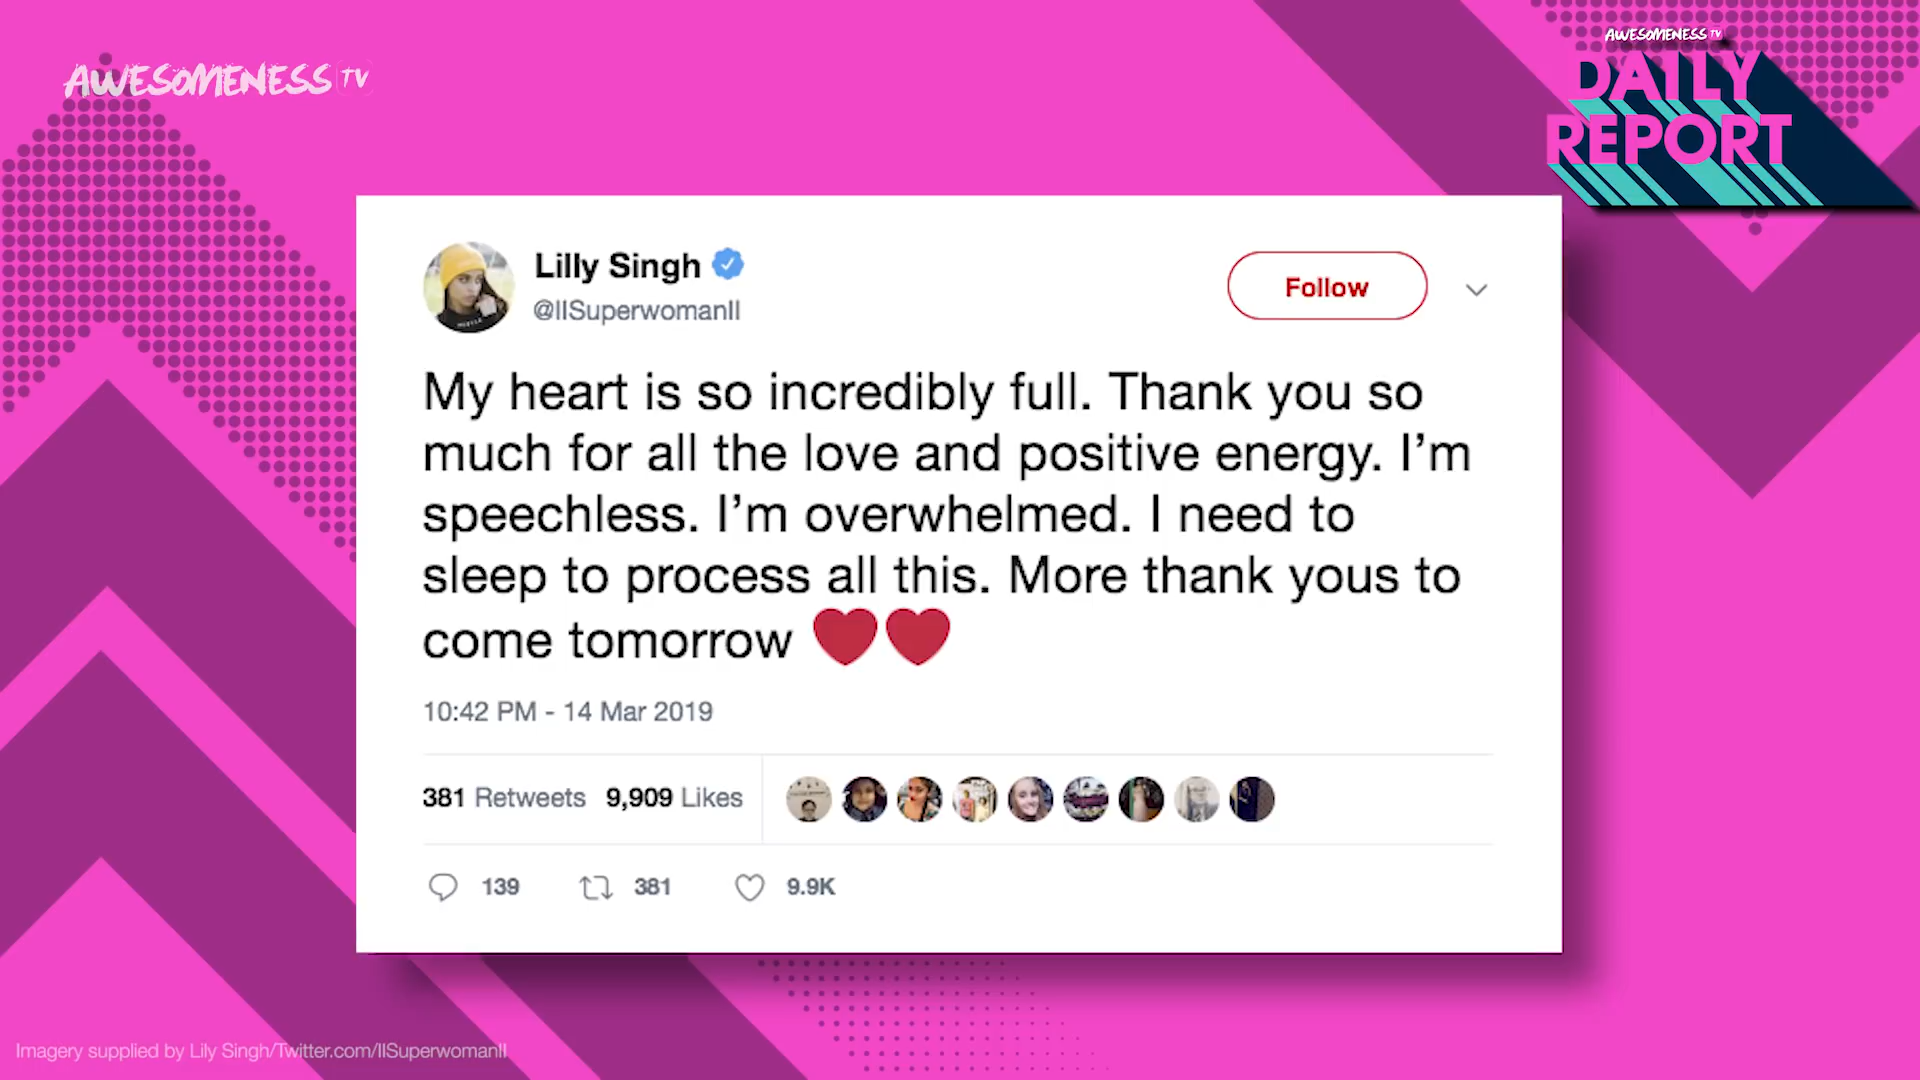 AWESOMENESS TV
AWESOMENESS TV
DAILY
REPORT
Lilly Singh
@IISuperwomanII
Follow
My heart is so incredibly full. Thank you so
much for all the love and positive energy. I’m
speechless. I’m overwhelmed. I need to
sleep to process all this. More thank yous to
come tomorrow ❤❤
10:42 PM - 14 Mar 2019
381 Retweets 9,909 Likes
139 381 9.9K
Imagery supplied by Lily Singh/Twitter.com/IISuperwomanII